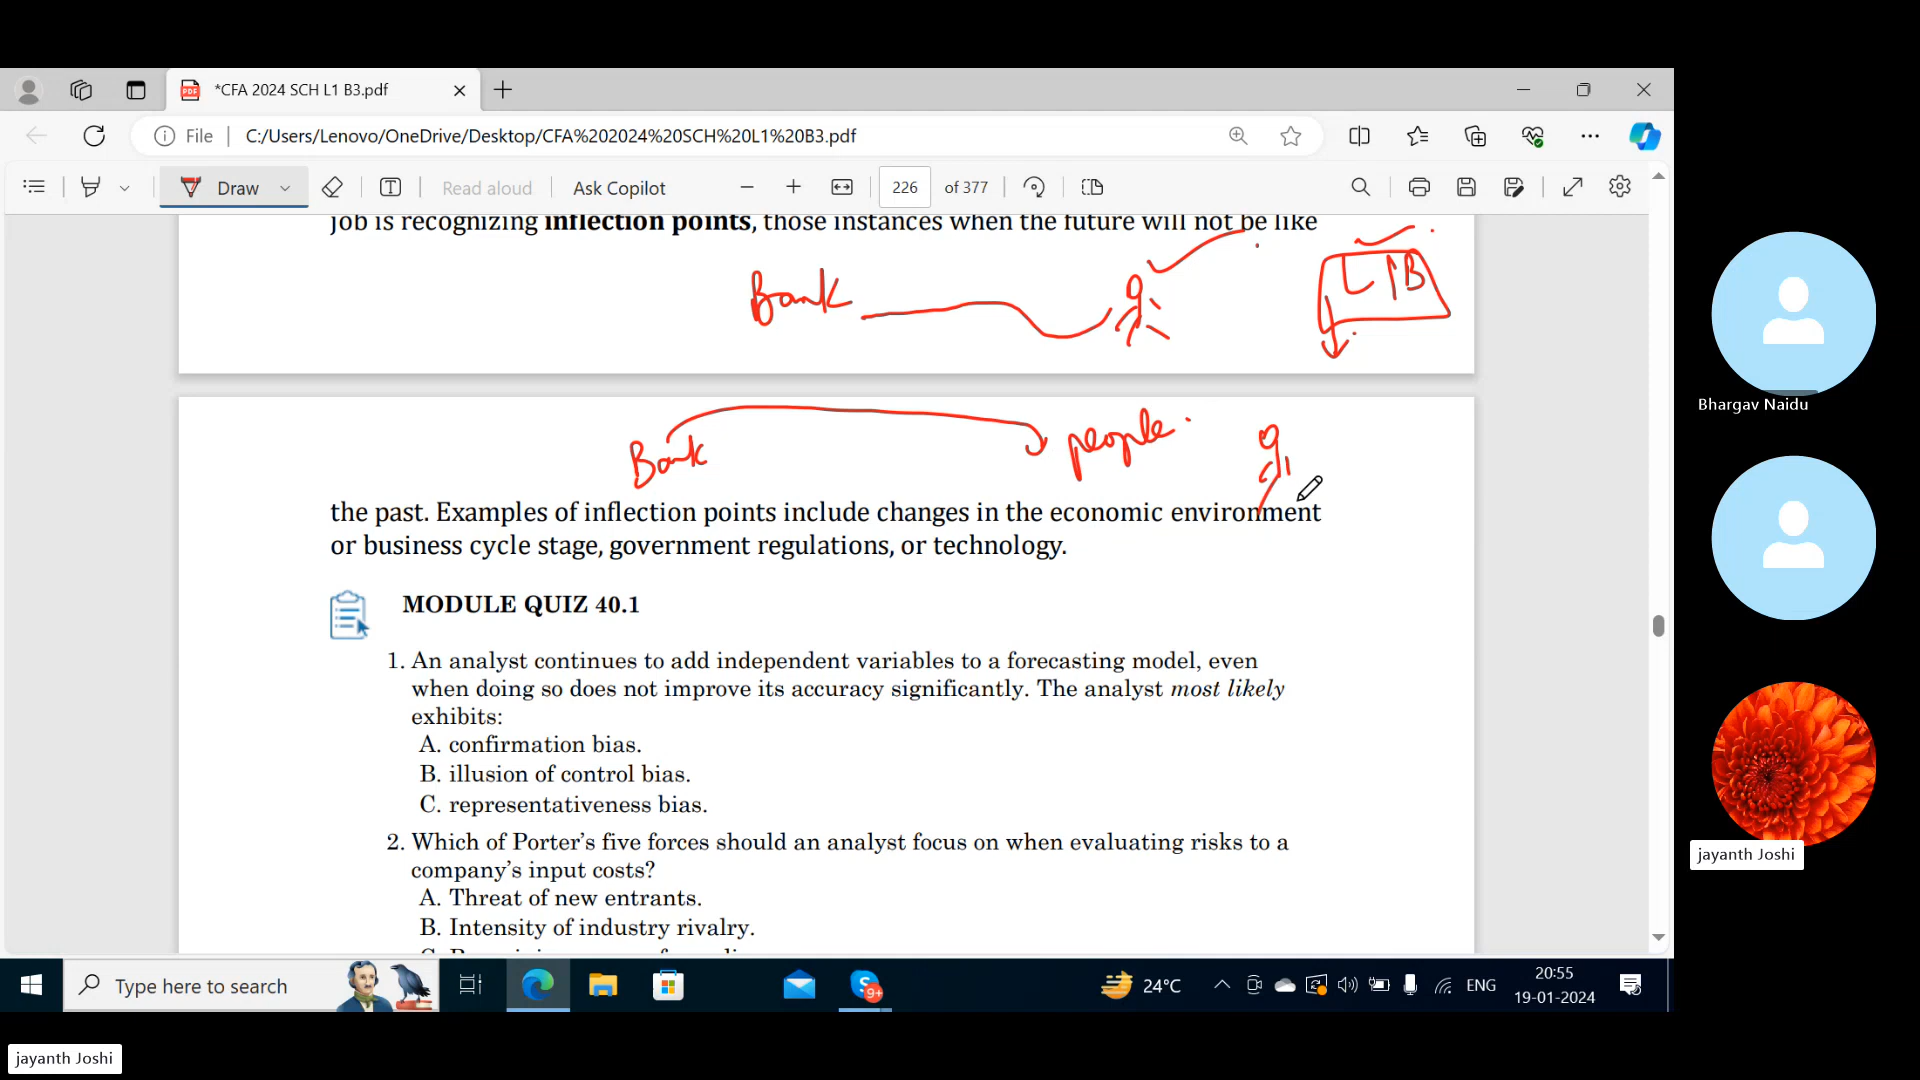 *CFA 2024 SCH L1 B3.pdf
File
C:/Users/Lenovo/OneDrive/Desktop/CFA%202024%20SCH%20L1%20B3.pdf
Draw
Read aloud
Ask Copilot
226 of 377
job is recognizing inflection points, those instances when the future will not be like
Bank
Bank
people.
the past. Examples of inflection points include changes in the economic environment
or business cycle stage, government regulations, or technology.
MODULE QUIZ 40.1
1. An analyst continues to add independent variables to a forecasting model, even
when doing so does not improve its accuracy significantly. The analyst most likely
exhibits:
A. confirmation bias.
B. illusion of control bias.
C. representativeness bias.
2. Which of Porter's five forces should an analyst focus on when evaluating risks to a
company's input costs?
A. Threat of new entrants.
B. Intensity of industry rivalry.
Bhargav Naidu
jayanth Joshi
Type here to search
9+
24°C
ENG
20:55
19-01-2024
jayanth Joshi